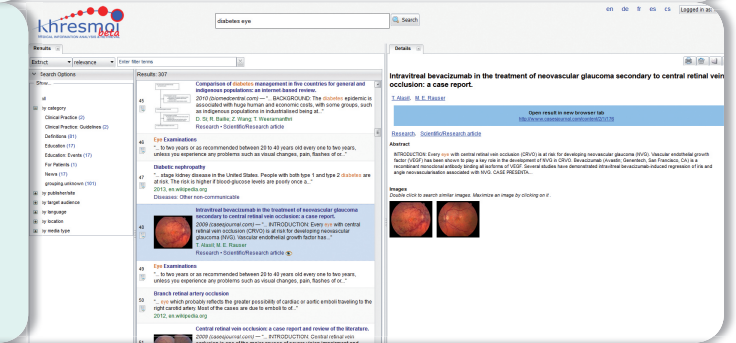 khresmoi
beta
MEDICAL INFORMATION ANALYSIS & RETRIEVAL
diabetes eye
Search
en de fr es cs Logged in as:
Results
Details
Extract
relevance
Enter filter terms
Search Options
Show...
all
by category
Clinical Practice (2)
Clinical Practice: Guidelines (2)
Definitions (81)
Education (17)
Education: Events (17)
For Patients (1)
News (17)
grouping.unknown (101)
by target audience
by language
by location
by media type
Results: 307
45
Comparison of diabetes management in five countries for general and
indigenous populations: an internet-based review.
2010 (biomedcentral.com) — "... BACKGROUND: The diabetes epidemic is
associated with huge human and economic costs, with some groups, such
as indigenous populations in industrialised being at..."
D. Si; R. Bailie; Z. Wang; T. Weeramanthri
Research • Scientific/Research article
46
Eye Examinations
"... to two years or as recommended between 20 to 40 years old every one to two years,
unless you experience any problems such as visual changes, pain, flashes of or..."
47
Diabetic nephropathy
"... stage kidney disease in the United States. People with both type 1 and type 2 diabetes are
at risk. The risk is higher if blood-glucose levels are poorly once a..."
2013, en.wikipedia.org
Diseases: Other non-communicable
48
Intravitreal bevacizumab in the treatment of neovascular glaucoma
secondary to central retinal vein occlusion: a case report.
2009 (casesjournal.com) — "... INTRODUCTION: Every eye with central
retinal vein occlusion (CRVO) is at risk for developing neovascular
glaucoma (NVG). Vascular endothelial growth factor has..."
T. Alasil; M. E. Rauser
Research • Scientific/Research article
49
Eye Examinations
"... to two years or as recommended between 20 to 40 years old every one to two years,
unless you experience any problems such as visual changes, pain, flashes of or..."
50
Branch retinal artery occlusion
"... eye which probably reflects the greater possibility of cardiac or aortic emboli traveling to the
right carotid artery. Most of the cases are due to emboli to of..."
2012, en.wikipedia.org
51
Central retinal vein occlusion: a case report and review of the literature.
2009 (casesjournal.com) — "... INTRODUCTION: Central retinal vein
Intravitreal bevacizumab in the treatment of neovascular glaucoma secondary to central retinal vein
occlusion: a case report.
T. Alasil, M. E. Rauser
Open result in new browser tab
Research, Scientific/Research article
Abstract
INTRODUCTION: Every eye with central retinal vein occlusion (CRVO) is at risk for developing neovascular glaucoma (NVG). Vascular endothelial growth
factor (VEGF) has been shown to play a key role in the development of NVG in CRVO. Bevacizumab (Avastin; Genentech, San Francisco, CA) is a
recombinant monoclonal antibody binding all isoforms of VEGF. Several studies have demonstrated intravitreal bevacizumab-induced regression of iris and
angle neovascularisation associated with NVG. CASE PRESENTA...
Images
Double click to search similar images. Maximize an image by clicking on it.